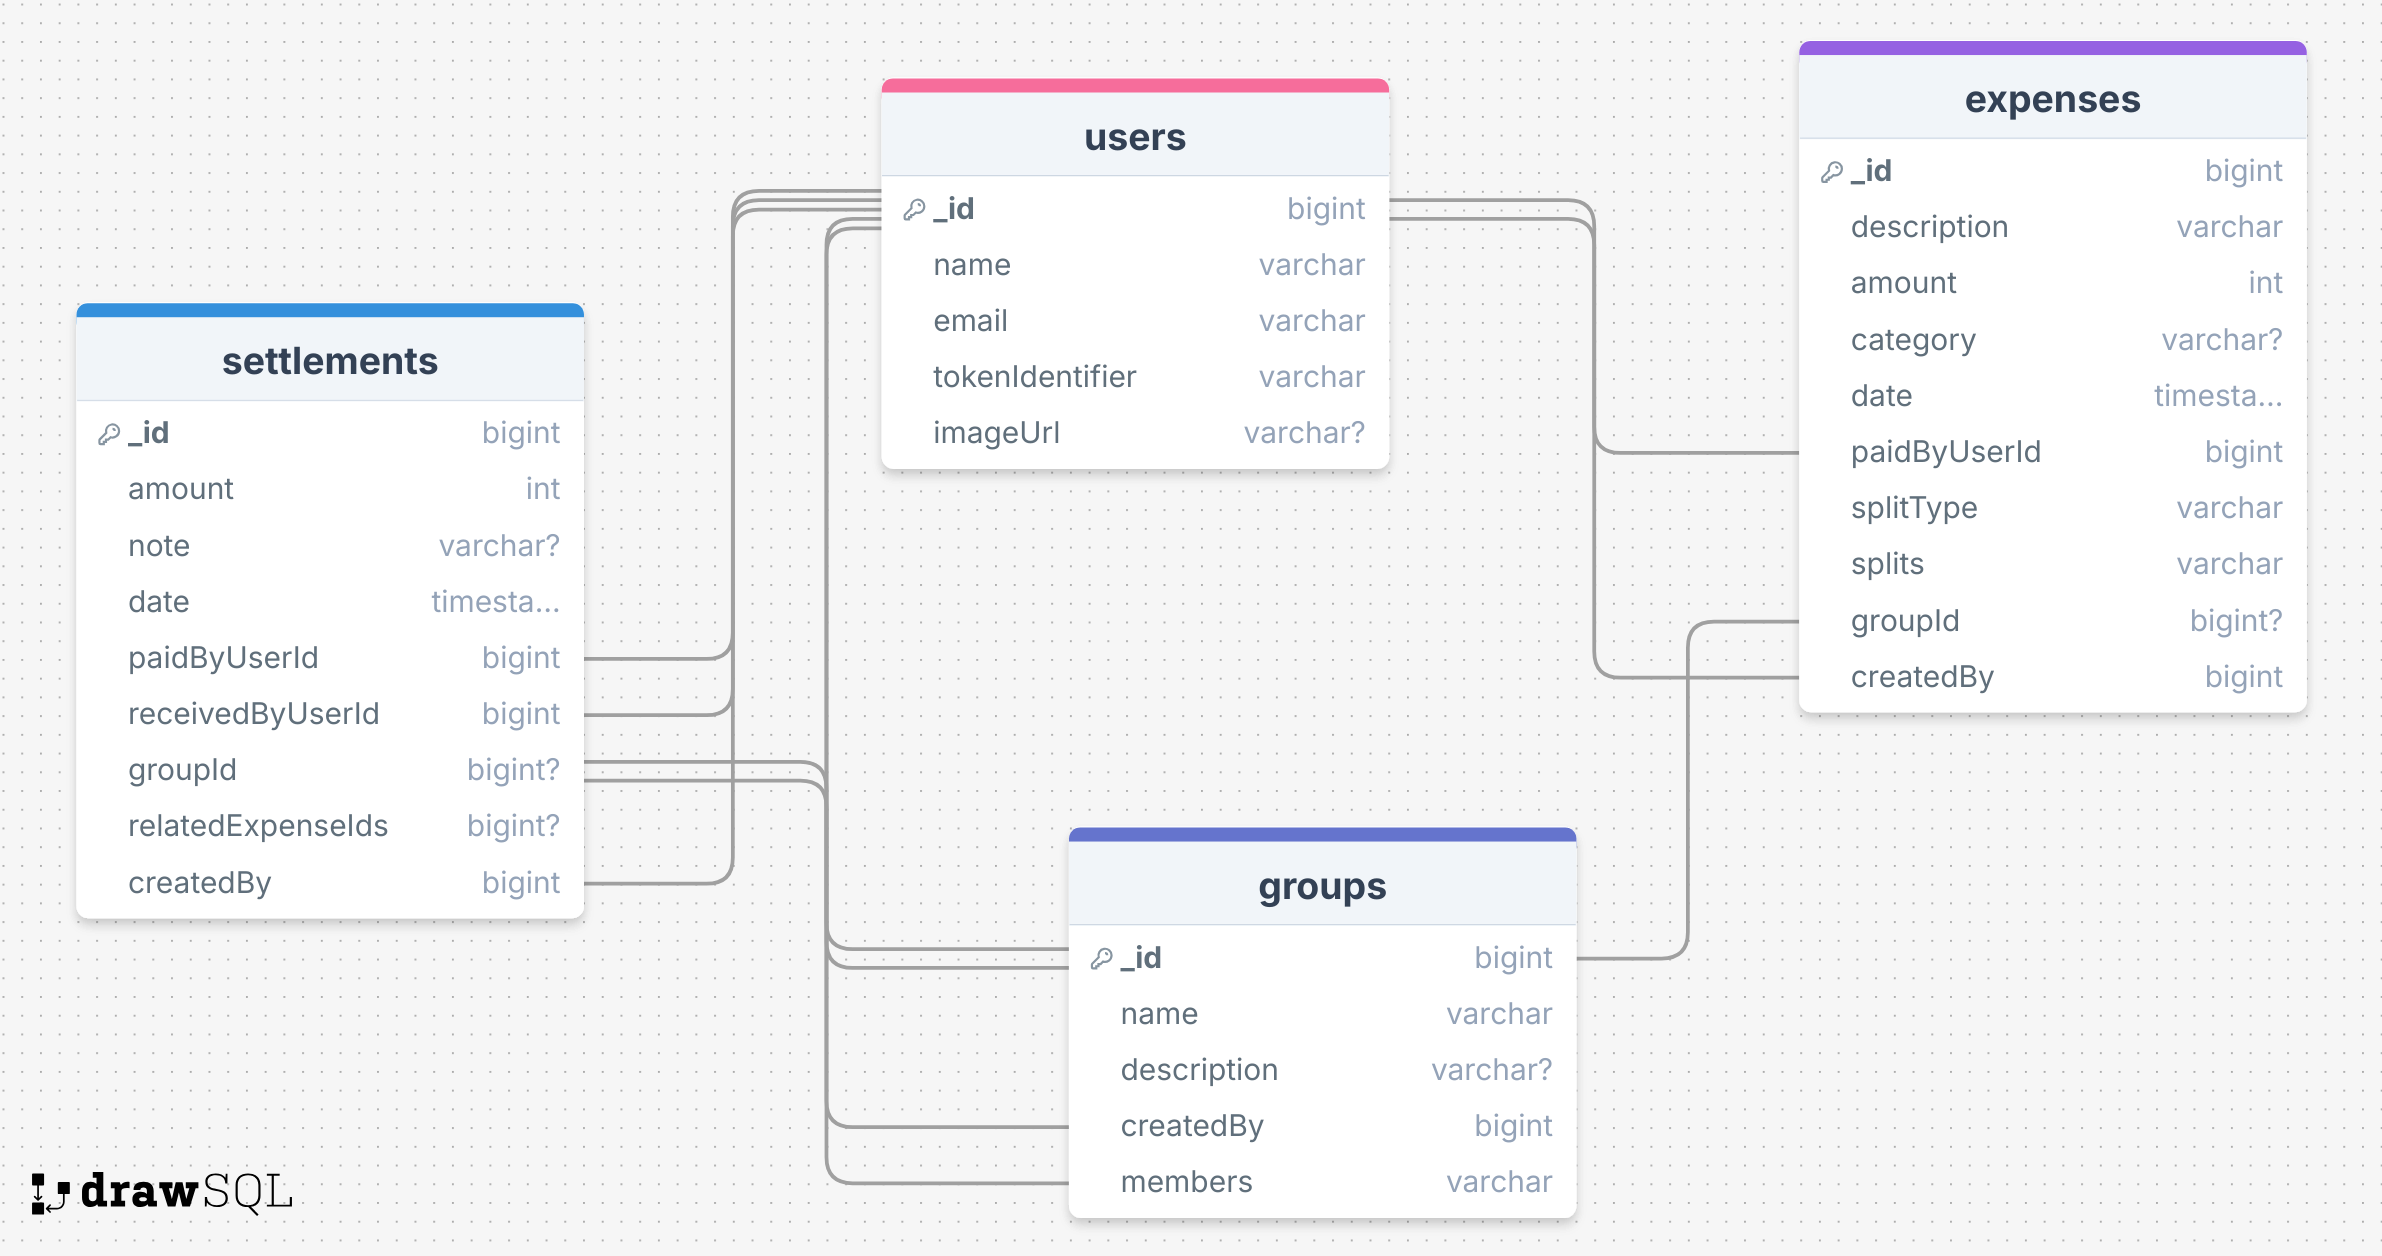 users
_id bigint
name varchar
email varchar
tokenIdentifier varchar
imageUrl varchar?
expenses
_id bigint
description varchar
amount int
category varchar?
date timesta...
paidByUserId bigint
splitType varchar
splits varchar
groupId bigint?
createdBy bigint
settlements
_id bigint
amount int
note varchar?
date timesta...
paidByUserId bigint
receivedByUserId bigint
groupId bigint?
relatedExpenseIds bigint?
createdBy bigint
groups
_id bigint
name varchar
description varchar?
createdBy bigint
members varchar
drawSQL